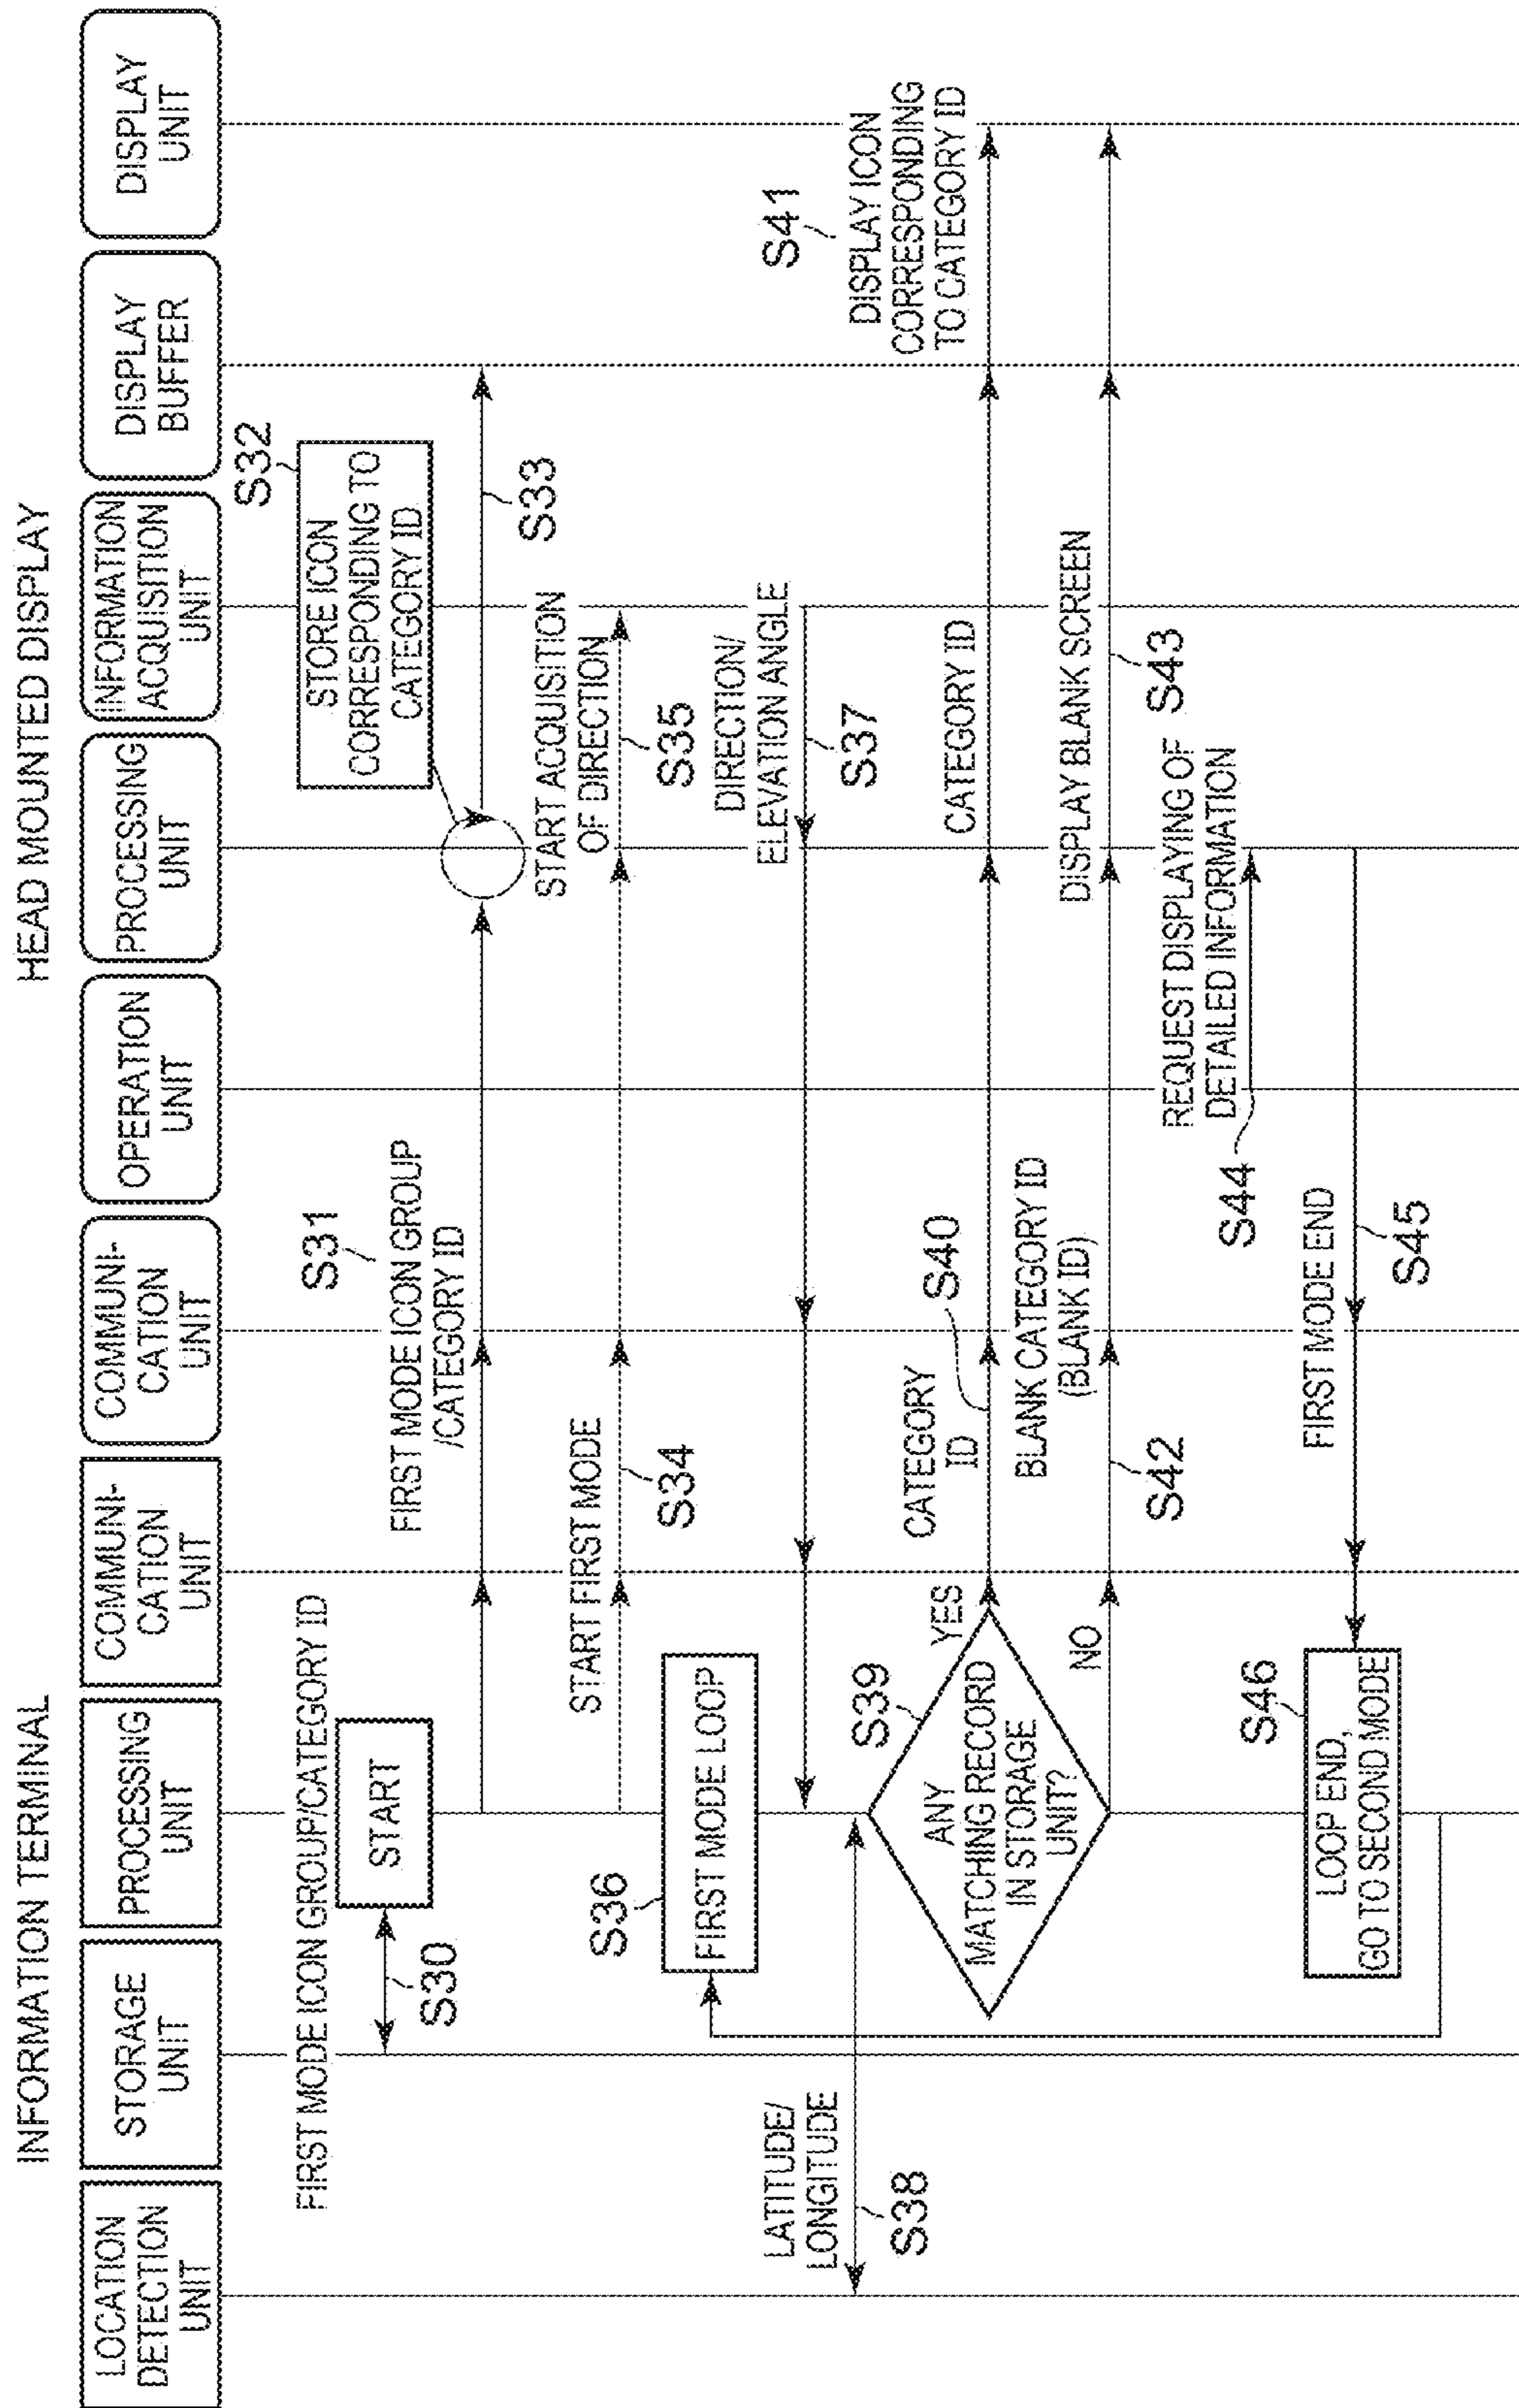 INFORMATION TERMINAL
HEAD MOUNTED DISPLAY
LOCATION
DETECTION
UNIT
STORAGE
UNIT
PROCESSING
UNIT
COMMUNI-
CATION
UNIT
COMMUNI-
CATION
UNIT
OPERATION
UNIT
PROCESSING
UNIT
INFORMATION
ACQUISITION
UNIT
DISPLAY
BUFFER
DISPLAY
UNIT
FIRST MODE ICON GROUP/CATEGORY ID
START
S30
S31
FIRST MODE ICON GROUP
/CATEGORY ID
S32
STORE ICON
CORRESPONDING TO
CATEGORY ID
S33
START FIRST MODE
S34
START ACQUISITION
OF DIRECTION
S35
S36
FIRST MODE LOOP
DIRECTION/
ELEVATION ANGLE
S37
LATITUDE/
LONGITUDE
S38
S39
ANY
MATCHING RECORD
IN STORAGE
UNIT?
YES
NO
CATEGORY
ID
S40
CATEGORY ID
S41
DISPLAY ICON
CORRESPONDING
TO CATEGORY ID
BLANK CATEGORY ID
(BLANK ID)
S42
DISPLAY BLANK SCREEN
S43
REQUEST DISPLAYING OF
DETAILED INFORMATION
S44
FIRST MODE END
S45
S46
LOOP END,
GO TO SECOND MODE